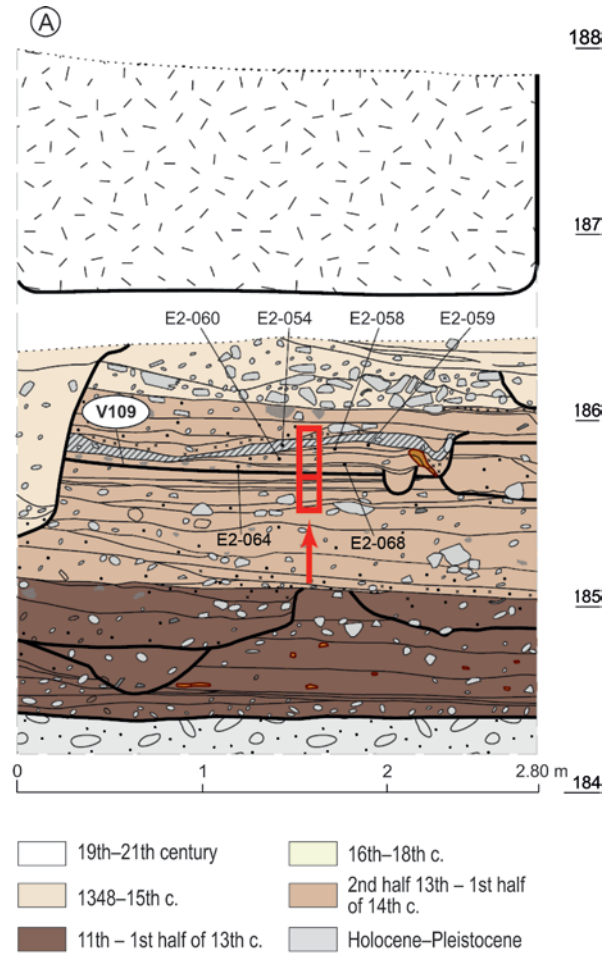 A
188
187
E2-060 E2-054 E2-058 E2-059
186
V109
E2-064 E2-068
185
0 1 2 2.80 m
184
19th–21th century
16th–18th c.
1348–15th c.
2nd half 13th – 1st half
of 14th c.
11th – 1st half of 13th c.
Holocene–Pleistocene